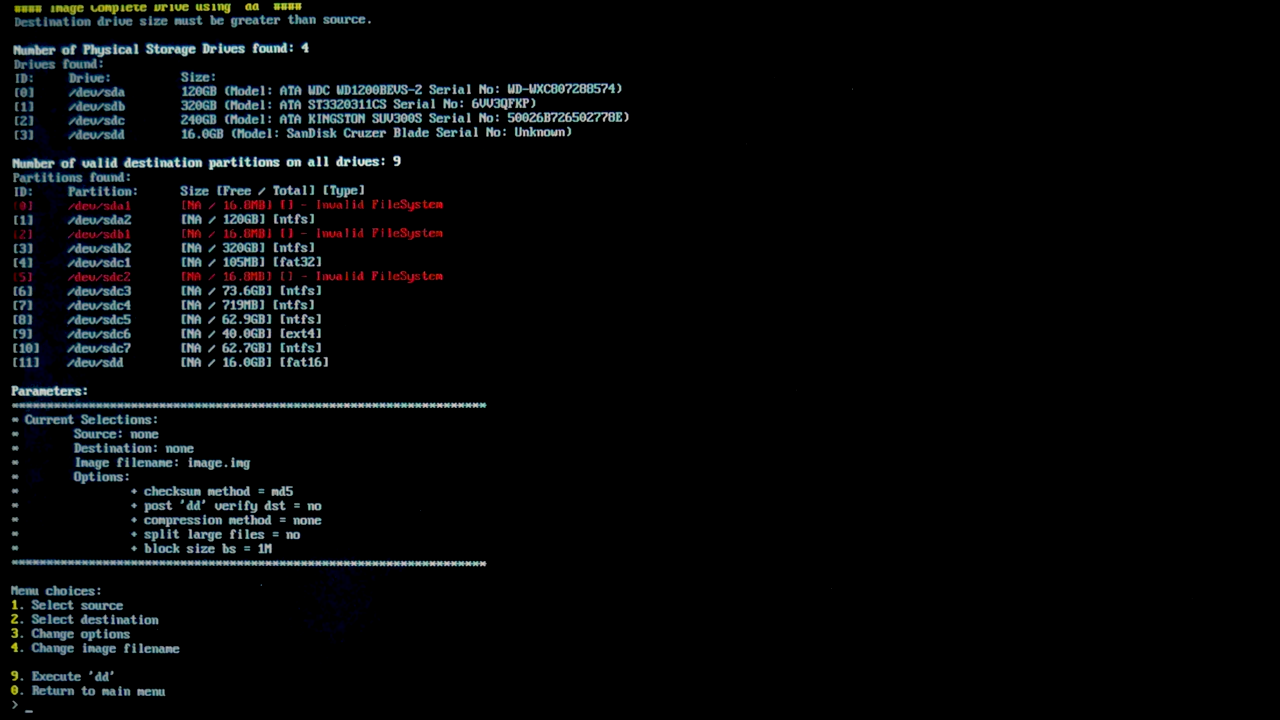 #### Image Complete Drive using 'dd' ####
Destination drive size must be greater than source.
Number of Physical Storage Drives found: 4
Drives found:
ID: Drive: Size:
[0] /dev/sda 120GB (Model: ATA WDC WD1200BEVS-2 Serial No: WD-WXC807288574)
[1] /dev/sdb 320GB (Model: ATA ST3320311CS Serial No: 6VV3QFKP)
[2] /dev/sdc 240GB (Model: ATA KINGSTON SUV300S Serial No: 50026B726502778E)
[3] /dev/sdd 16.0GB (Model: SanDisk Cruzer Blade Serial No: Unknown)
Number of valid destination partitions on all drives: 9
Partitions found:
ID: Partition: Size [Free / Total] [Type]
[0] /dev/sda1 [NA / 16.8MB] [] - Invalid FileSystem
[1] /dev/sda2 [NA / 120GB] [ntfs]
[2] /dev/sdb1 [NA / 16.8MB] [] - Invalid FileSystem
[3] /dev/sdb2 [NA / 320GB] [ntfs]
[4] /dev/sdc1 [NA / 105MB] [fat32]
[5] /dev/sdc2 [NA / 16.8MB] [] - Invalid FileSystem
[6] /dev/sdc3 [NA / 73.6GB] [ntfs]
[7] /dev/sdc4 [NA / 719MB] [ntfs]
[8] /dev/sdc5 [NA / 62.9GB] [ntfs]
[9] /dev/sdc6 [NA / 40.0GB] [ext4]
[10] /dev/sdc7 [NA / 62.7GB] [ntfs]
[11] /dev/sdd [NA / 16.0GB] [fat16]
Parameters:
********************************************************************
* Current Selections:
* Source: none
* Destination: none
* Image filename: image.img
* Options:
* + checksum method = md5
* + post 'dd' verify dst = no
* + compression method = none
* + split large files = no
* + block size bs = 1M
********************************************************************
Menu choices:
1. Select source
2. Select destination
3. Change options
4. Change image filename
9. Execute 'dd'
0. Return to main menu
> _